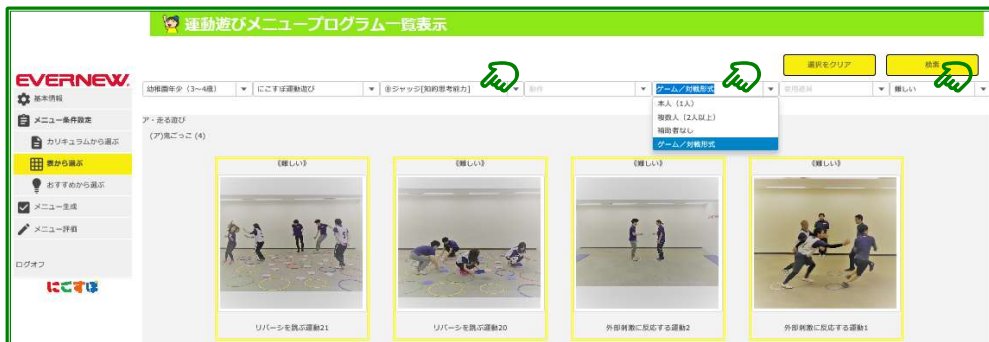 運動遊びメニュープログラム一覧表示
選択をクリア
検索
EVERNEW.
基本情報
メニュー条件設定
カリキュラムから選ぶ
表から選ぶ
おすすめから選ぶ
メニュー生成
メニュー評価
ログオフ
にこすぽ
幼稚園年少（3～4歳）
にこすぽ運動遊び
⑧ジャッジ[知的思考能力]
動作
ゲーム／対戦形式
使用器具
難しい
本人（1人）
複数人（2人以上）
補助者なし
ゲーム／対戦形式
ア・走る遊び
(ア)鬼ごっこ (4)
《難しい》
《難しい》
《難しい》
《難しい》
リバーシを跳ぶ運動21
リバーシを跳ぶ運動20
外部刺激に反応する運動2
外部刺激に反応する運動1